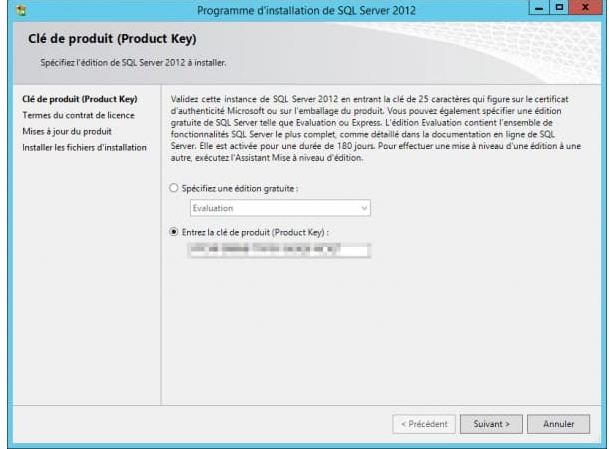 Programme d'installation de SQL Server 2012
Clé de produit (Product Key)
Spécifiez l'édition de SQL Server 2012 à installer.
Clé de produit (Product Key)
Termes du contrat de licence
Mises à jour du produit
Installer les fichiers d'installation
Validez cette instance de SQL Server 2012 en entrant la clé de 25 caractères qui figure sur le certificat
d'authenticité Microsoft ou sur l'emballage du produit. Vous pouvez également spécifier une édition
gratuite de SQL Server telle que Evaluation ou Express. L'édition Evaluation contient l'ensemble de
fonctionnalités SQL Server le plus complet, comme détaillé dans la documentation en ligne de SQL
Server. Elle est activée pour une durée de 180 jours. Pour effectuer une mise à niveau d'une édition à une
autre, exécutez l'Assistant Mise à niveau d'édition.
Spécifiez une édition gratuite :
Evaluation
Entrez la clé de produit (Product Key) :
< Précédent
Suivant >
Annuler